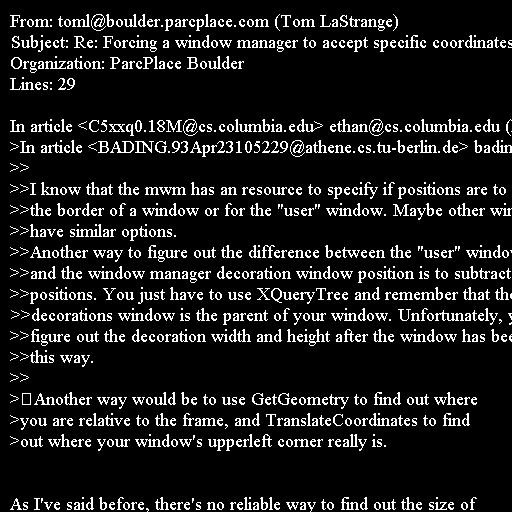 From: toml@boulder.parcplace.com (Tom LaStrange)
Subject: Re: Forcing a window manager to accept specific coordinates
Organization: ParcPlace Boulder
Lines: 29

In article <C5xxq0.18M@cs.columbia.edu> ethan@cs.columbia.edu (
>In article <BADING.93Apr23105229@athene.cs.tu-berlin.de> badin
>>
>>I know that the mwm has an resource to specify if positions are to
>>the border of a window or for the "user" window. Maybe other win
>>have similar options.
>>Another way to figure out the difference between the "user" windo
>>and the window manager decoration window position is to subtract
>>positions. You just have to use XQueryTree and remember that the
>>decorations window is the parent of your window. Unfortunately, y
>>figure out the decoration width and height after the window has bee
>>this way.
>>
>▯Another way would be to use GetGeometry to find out where
>you are relative to the frame, and TranslateCoordinates to find
>out where your window's upperleft corner really is.

As I've said before, there's no reliable way to find out the size of